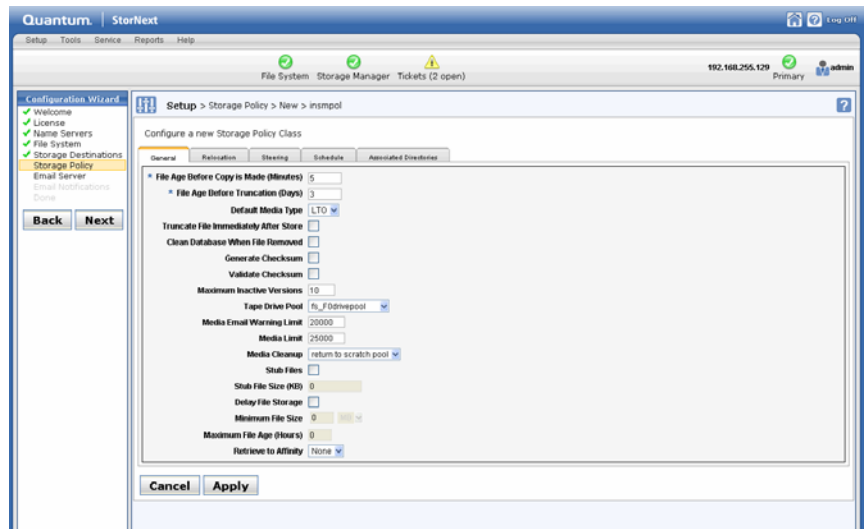 Quantum. StorNext Log Off
Setup Tools Service Reports Help
File System Storage Manager Tickets (2 open) 192.168.255.129 Primary admin
Configuration Wizard
Welcome
License
Name Servers
File System
Storage Destinations
Storage Policy
Email Server
Email Notifications
Done
Back Next
Setup > Storage Policy > New > insmpol ?
Configure a new Storage Policy Class
General Relocation Steering Schedule Associated Directories
* File Age Before Copy is Made (Minutes) 5
* File Age Before Truncation (Days) 3
Default Media Type LTO
Truncate File Immediately After Store
Clean Database When File Removed
Generate Checksum
Validate Checksum
Maximum Inactive Versions 10
Tape Drive Pool fs_F0drivepool
Media Email Warning Limit 20000
Media Limit 25000
Media Cleanup return to scratch pool
Stub Files
Stub File Size (KB) 0
Delay File Storage
Minimum File Size 0
Maximum File Age (Hours) 0
Retrieve to Affinity None
Cancel Apply